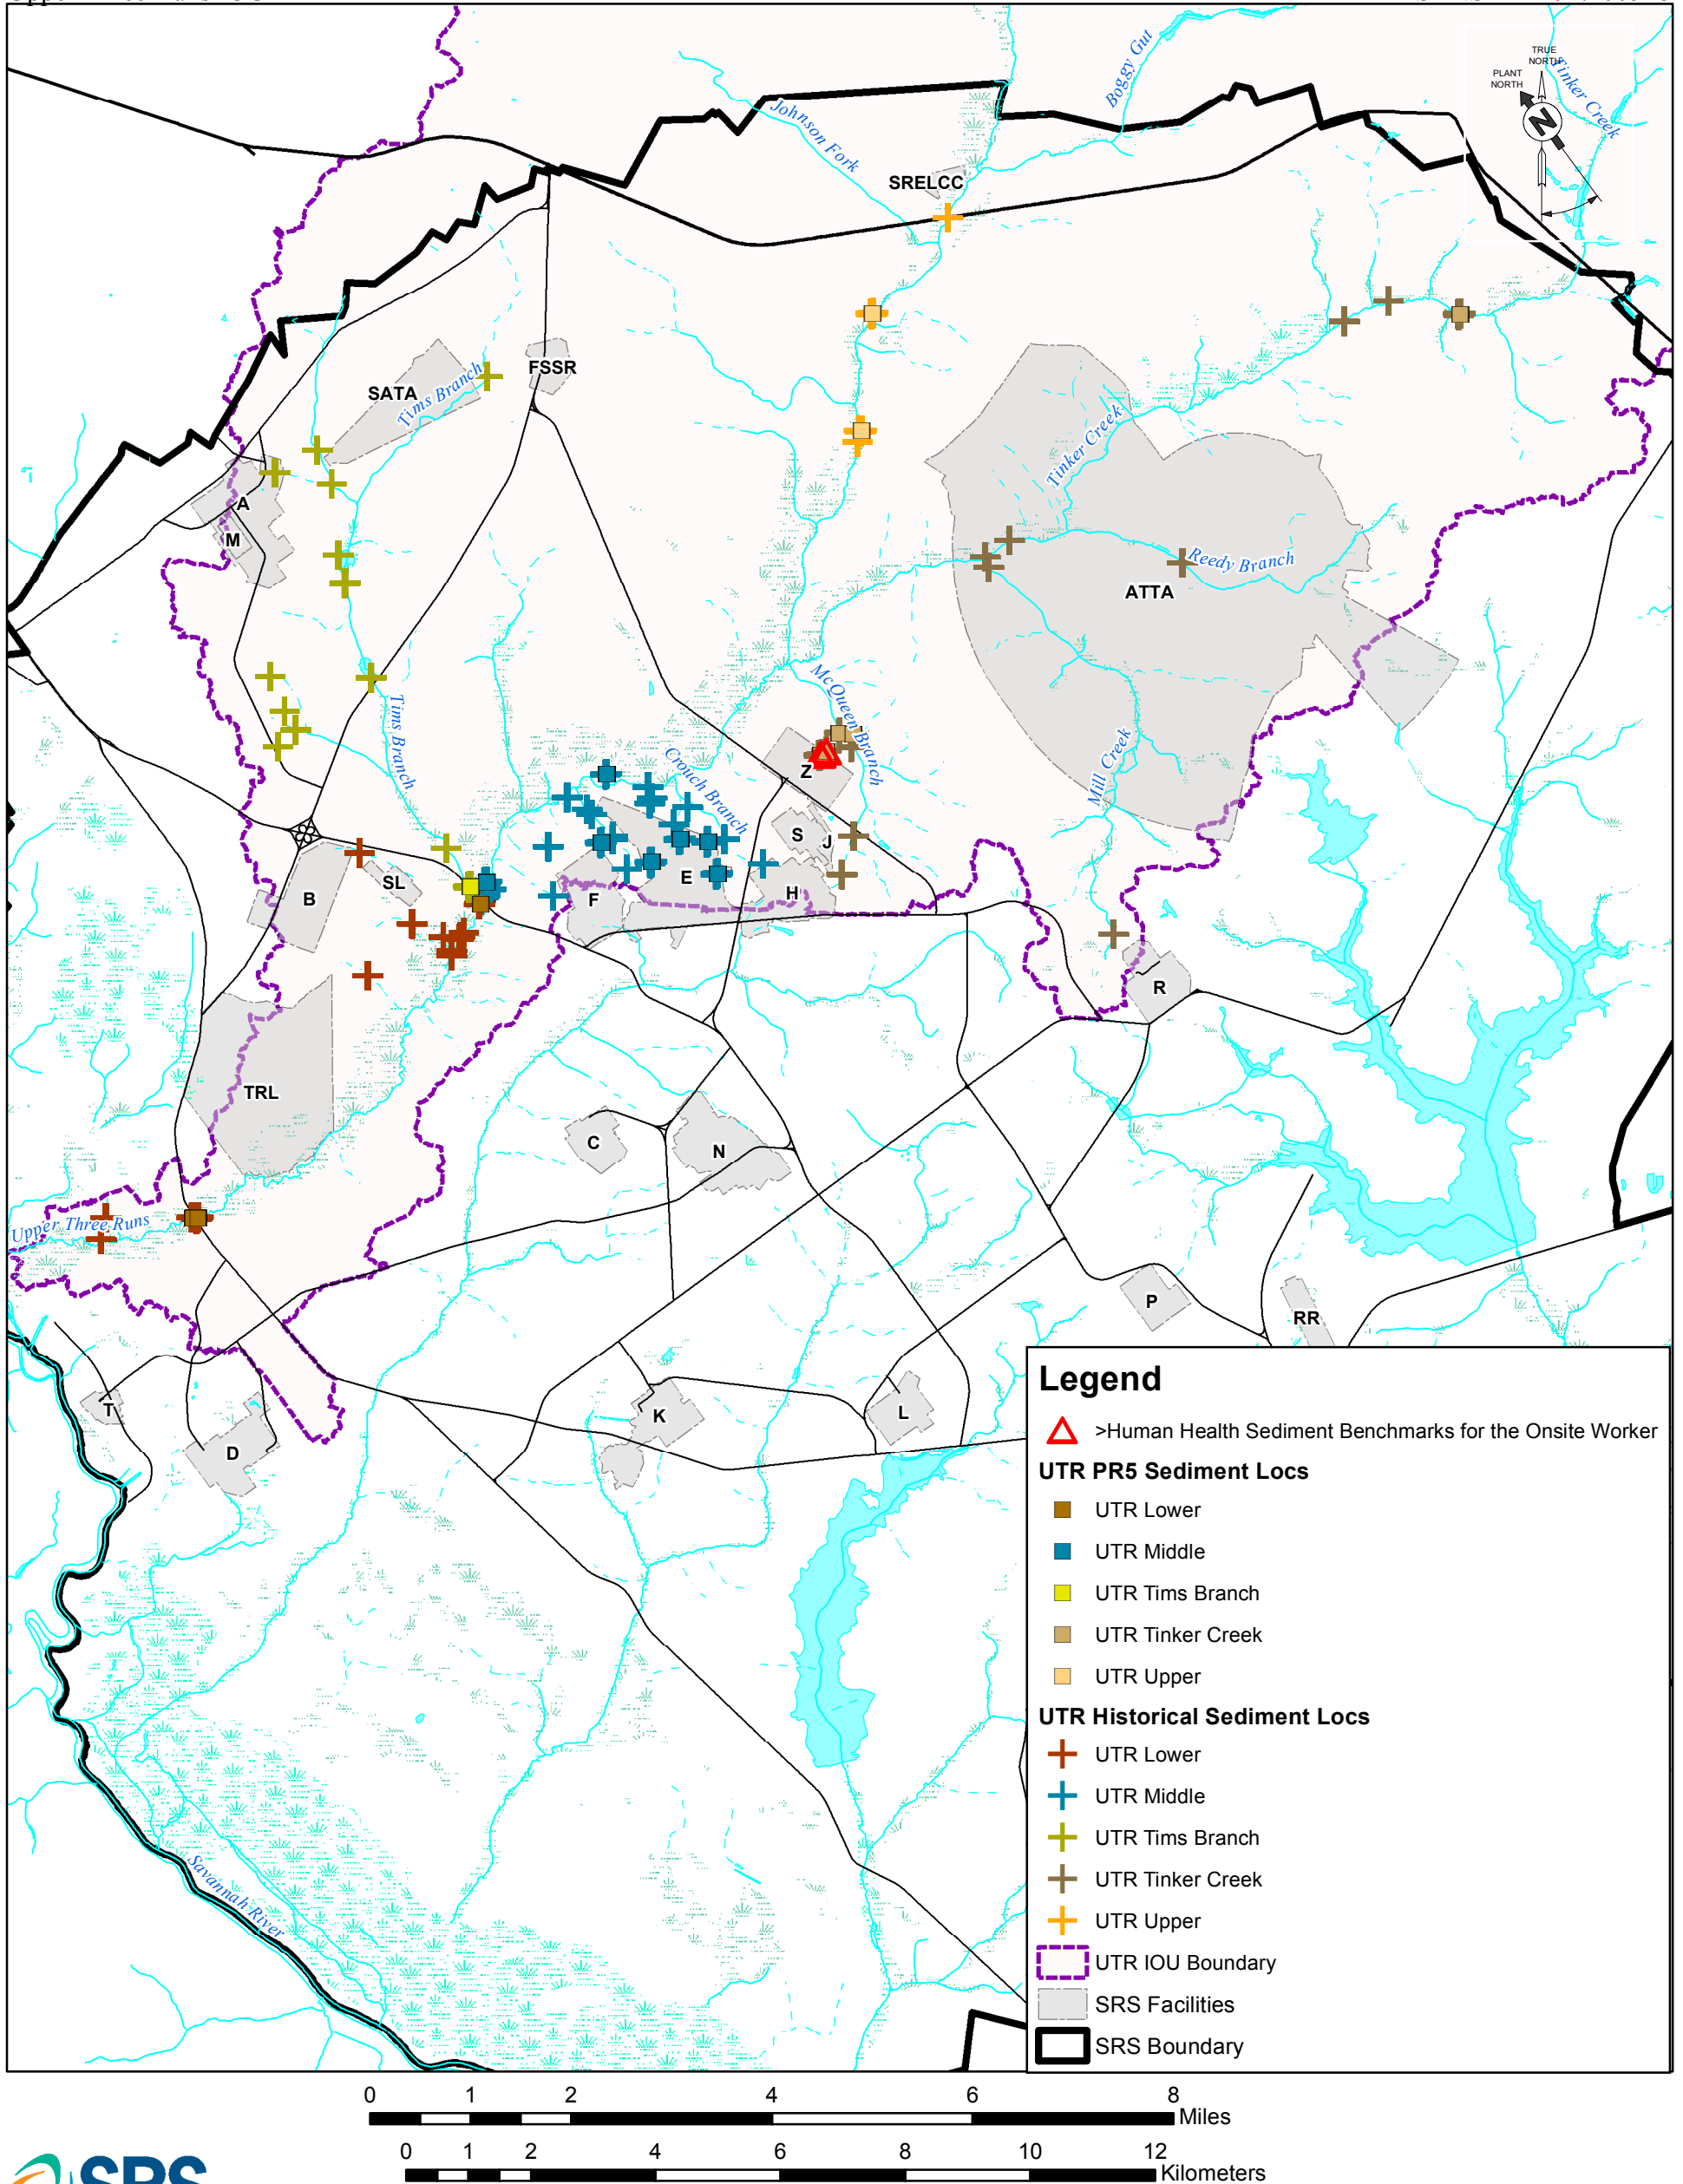 TRUE
NORTH
PLANT
NORTH
N
Tinker Creek
Boggy Gut
Johnson Fork
SRELCC
FSSR
SATA
Tims Branch
A
M
Tinker Creek
Reedy Branch
ATTA
McQueen Branch
Tims Branch
Crouch Branch
Mill Creek
Z
S
J
SL
B
E
H
F
R
TRL
C
N
Upper Three Runs
P
RR
T
D
K
L
Savannah River
Legend
>Human Health Sediment Benchmarks for the Onsite Worker
UTR PR5 Sediment Locs
UTR Lower
UTR Middle
UTR Tims Branch
UTR Tinker Creek
UTR Upper
UTR Historical Sediment Locs
UTR Lower
UTR Middle
UTR Tims Branch
UTR Tinker Creek
UTR Upper
UTR IOU Boundary
SRS Facilities
SRS Boundary
0 1 2 4 6 8
Miles
0 1 2 4 6 8 10 12
Kilometers
SRS